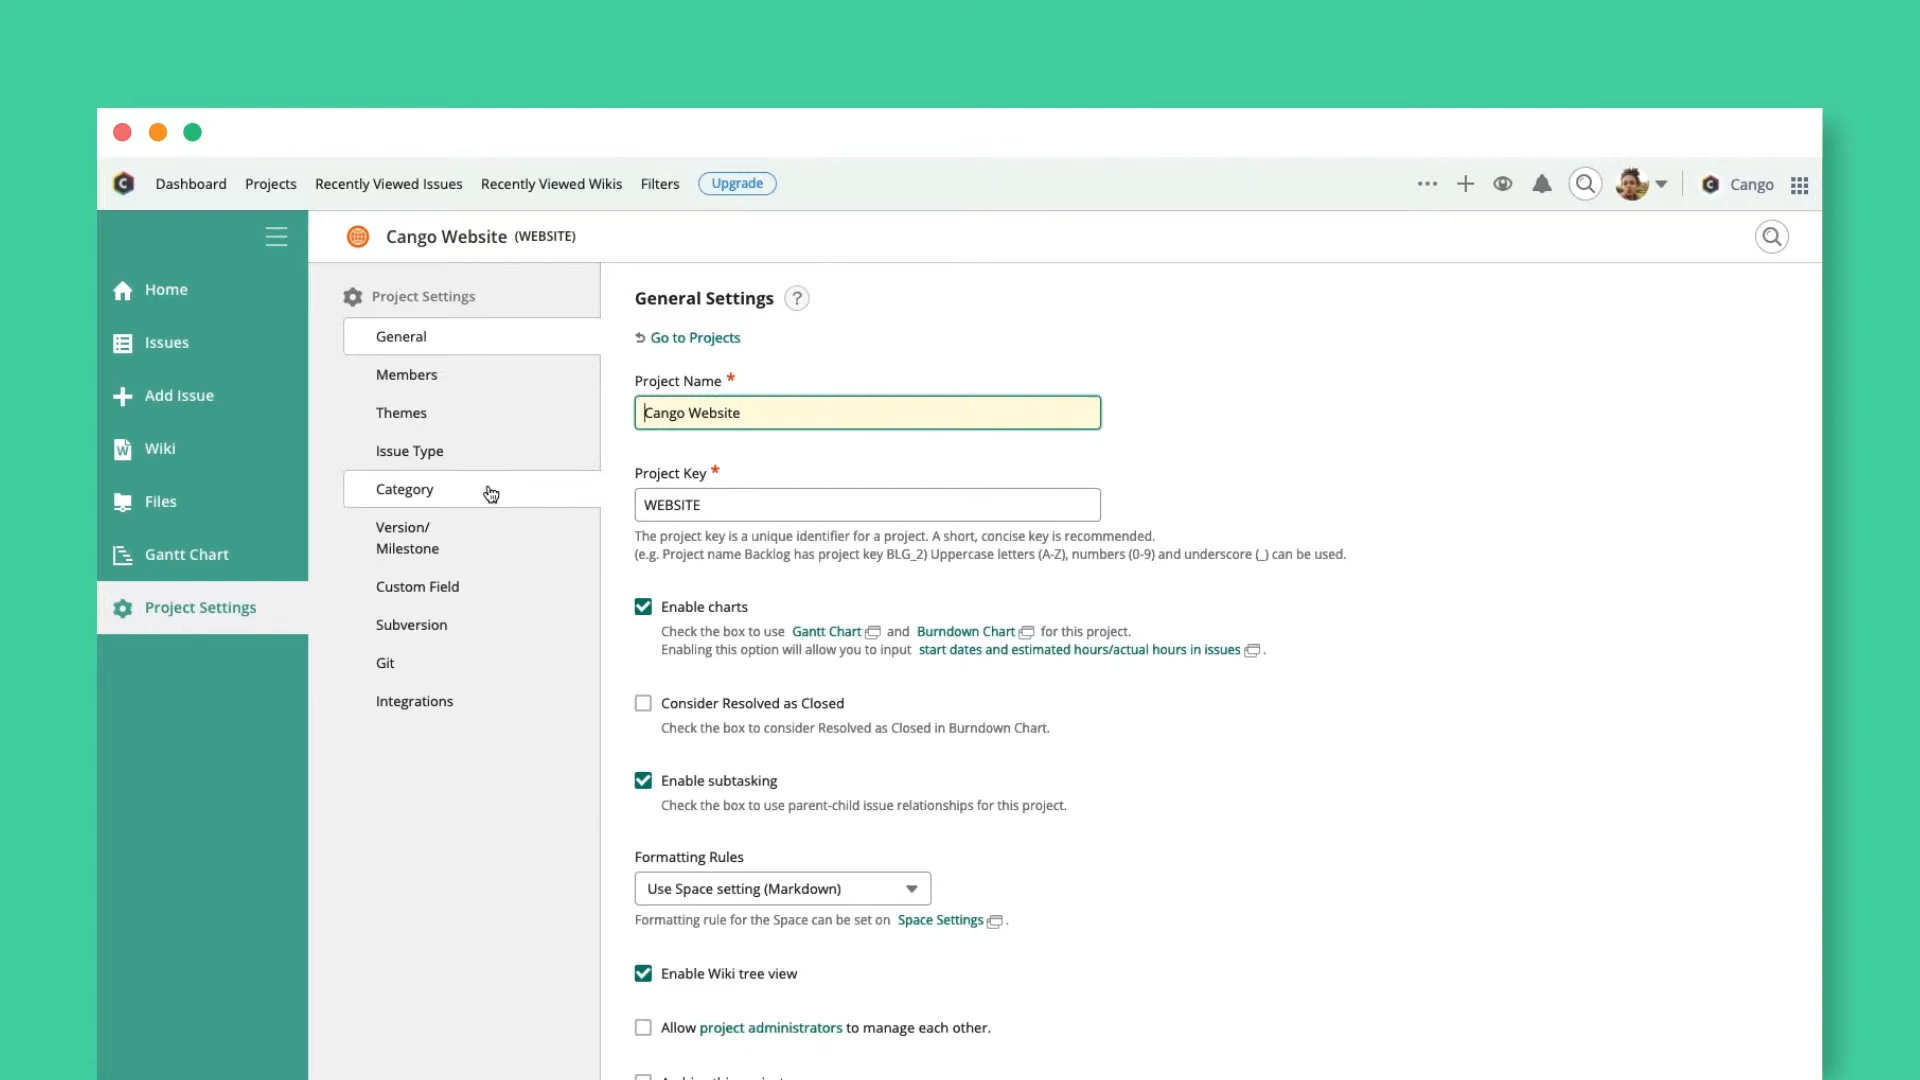 Dashboard Projects Recently Viewed Issues Recently Viewed Wikis Filters Upgrade Cango
Cango Website (WEBSITE)
Home
Issues
Add Issue
Wiki
Files
Gantt Chart
Project Settings
Project Settings
General
Members
Themes
Issue Type
Category
Version/
Milestone
Custom Field
Subversion
Git
Integrations
General Settings ?
Go to Projects
Project Name *
Cango Website
Project Key *
WEBSITE
The project key is a unique identifier for a project. A short, concise key is recommended.
(e.g. Project name Backlog has project key BLG_2) Uppercase letters (A-Z), numbers (0-9) and underscore (_) can be used.
Enable charts
Check the box to use Gantt Chart and Burndown Chart for this project.
Enabling this option will allow you to input start dates and estimated hours/actual hours in issues .
Consider Resolved as Closed
Check the box to consider Resolved as Closed in Burndown Chart.
Enable subtasking
Check the box to use parent-child issue relationships for this project.
Formatting Rules
Use Space setting (Markdown)
Formatting rule for the Space can be set on Space Settings .
Enable Wiki tree view
Allow project administrators to manage each other.